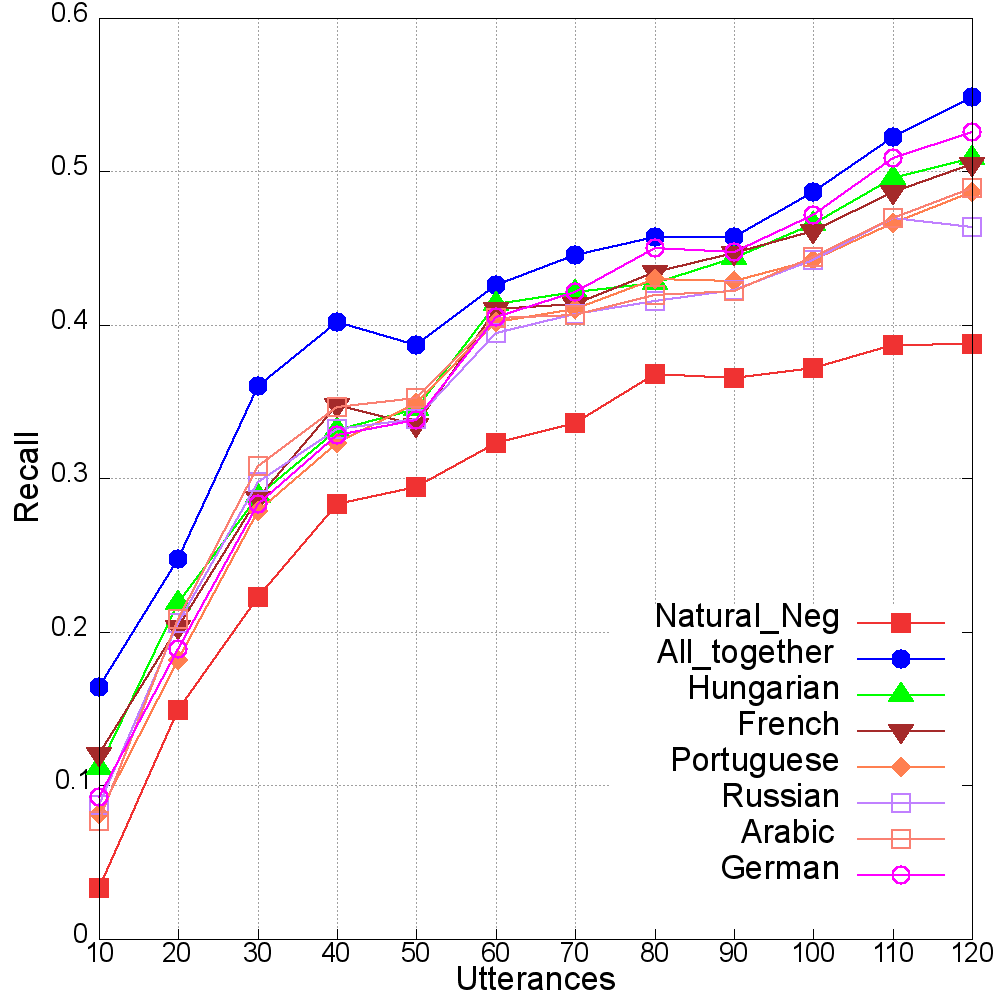 0.6
0.5
0.4
0.3
0.2
0.1
0
Recall
Natural_Neg
All_together
Hungarian
French
Portuguese
Russian
Arabic
German
10 20 30 40 50 60 70 80 90 100 110 120
Utterances